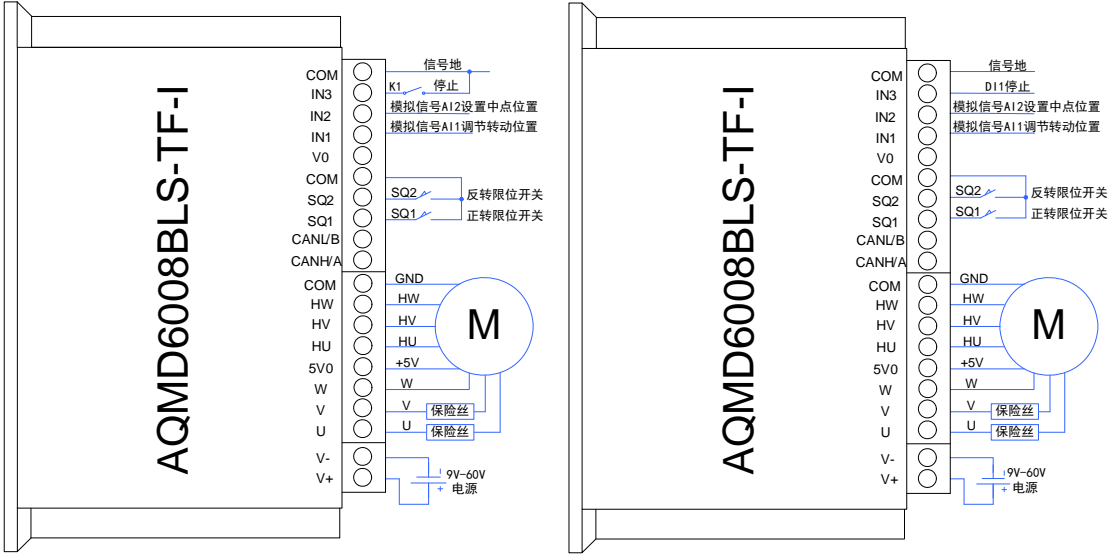 AQMD6008BLS-TF-I
COM 信号地
IN3 K1 停止
IN2 模拟信号AI2设置中点位置
IN1 模拟信号AI1调节转动位置
V0
COM
SQ2 SQ2 反转限位开关
SQ1 SQ1 正转限位开关
CANL/B
CANH/A
COM GND
HW HW
HV HV M
HU HU
5V0 +5V
W W
V V 保险丝
U U 保险丝
V- 9V-60V
V+ + 电源
AQMD6008BLS-TF-I
COM 信号地
IN3 DI1停止
IN2 模拟信号AI2设置中点位置
IN1 模拟信号AI1调节转动位置
V0
COM
SQ2 SQ2 反转限位开关
SQ1 SQ1 正转限位开关
CANL/B
CANH/A
COM GND
HW HW
HV HV M
HU HU
5V0 +5V
W W
V V 保险丝
U U 保险丝
V- 9V-60V
V+ + 电源